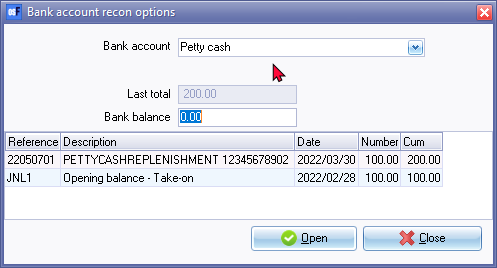 Bank account recon options
Bank account Petty cash
Last total 200.00
Bank balance 0.00
Reference Description Date Number Cum
22050701 PETTYCASHREPLENISHMENT 12345678902 2022/03/30 100.00 200.00
JNL1 Opening balance - Take-on 2022/02/28 100.00 100.00
Open Close